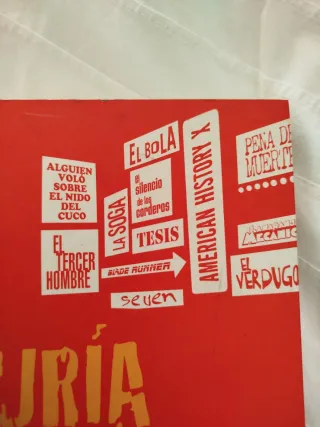 ALGUIEN
VOLÓ
SOBRE
EL NIDO
DEL
CUCO
EL
TERCER
HOMBRE
LA SOGA
EL BOLA
el
silencio
de los
corderos
TESIS
BLADE RUNNER
seven
AMERICAN HISTORY X
PENA DE
MUERTE
MECÁNICA
EL
VERDUGO
URÍA